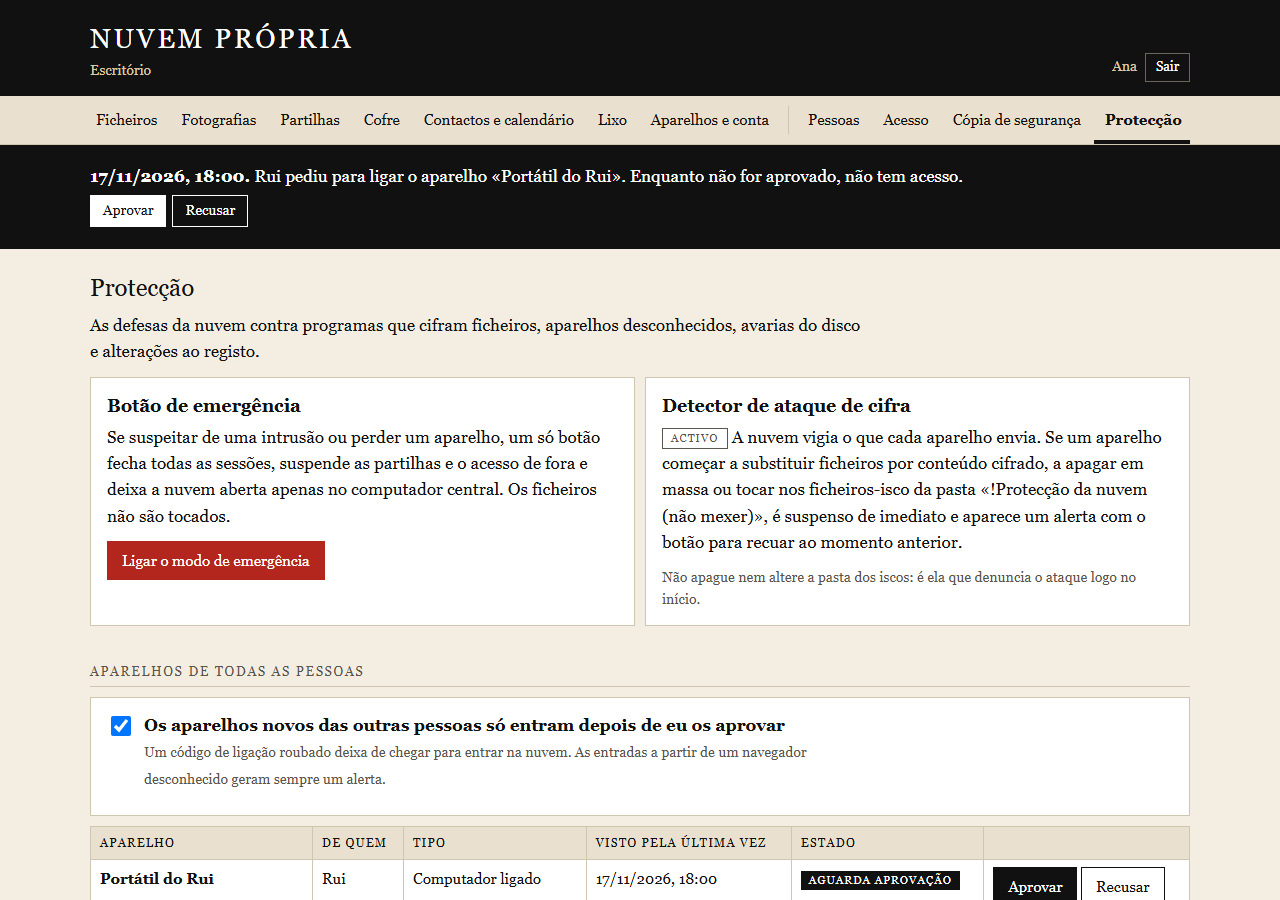 NUVEM PRÓPRIA
Escritório
Ana Sair
Ficheiros Fotografias Partilhas Cofre Contactos e calendário Lixo Aparelhos e conta Pessoas Acesso Cópia de segurança Protecção
17/11/2026, 18:00. Rui pediu para ligar o aparelho «Portátil do Rui». Enquanto não for aprovado, não tem acesso.
Aprovar Recusar
Protecção
As defesas da nuvem contra programas que cifram ficheiros, aparelhos desconhecidos, avarias do disco
e alterações ao registo.
Botão de emergência
Se suspeitar de uma intrusão ou perder um aparelho, um só botão
fecha todas as sessões, suspende as partilhas e o acesso de fora e
deixa a nuvem aberta apenas no computador central. Os ficheiros
não são tocados.
Ligar o modo de emergência
Detector de ataque de cifra
ACTIVO A nuvem vigia o que cada aparelho envia. Se um aparelho
começar a substituir ficheiros por conteúdo cifrado, a apagar em
massa ou tocar nos ficheiros-isco da pasta «!Protecção da nuvem
(não mexer)», é suspenso de imediato e aparece um alerta com o
botão para recuar ao momento anterior.
Não apague nem altere a pasta dos iscos: é ela que denuncia o ataque logo no
início.
APARELHOS DE TODAS AS PESSOAS
Os aparelhos novos das outras pessoas só entram depois de eu os aprovar
Um código de ligação roubado deixa de chegar para entrar na nuvem. As entradas a partir de um navegador
desconhecido geram sempre um alerta.
APARELHO DE QUEM TIPO VISTO PELA ÚLTIMA VEZ ESTADO
Portátil do Rui Rui Computador ligado 17/11/2026, 18:00 AGUARDA APROVAÇÃO Aprovar Recusar